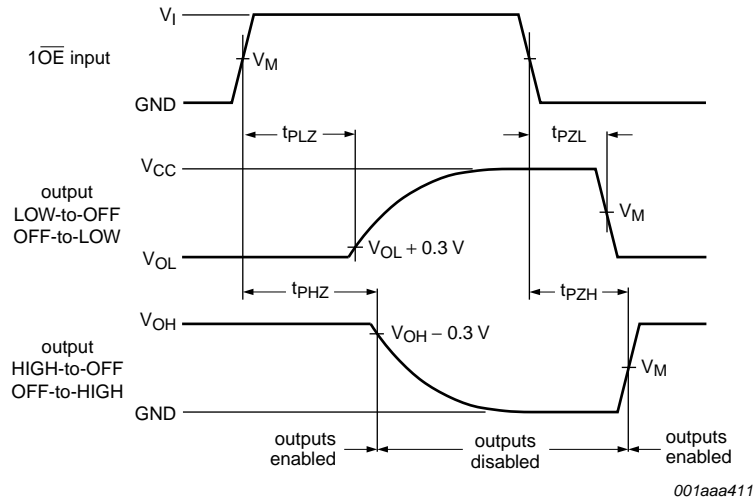 V_I
1O̅E̅ input
V_M
GND
t_PLZ
t_PZL
V_CC
output
LOW-to-OFF
OFF-to-LOW
V_M
V_OL + 0.3 V
V_OL
t_PHZ
t_PZH
V_OH
V_OH − 0.3 V
output
HIGH-to-OFF
OFF-to-HIGH
V_M
GND
outputs
enabled
outputs
disabled
outputs
enabled
001aaa411